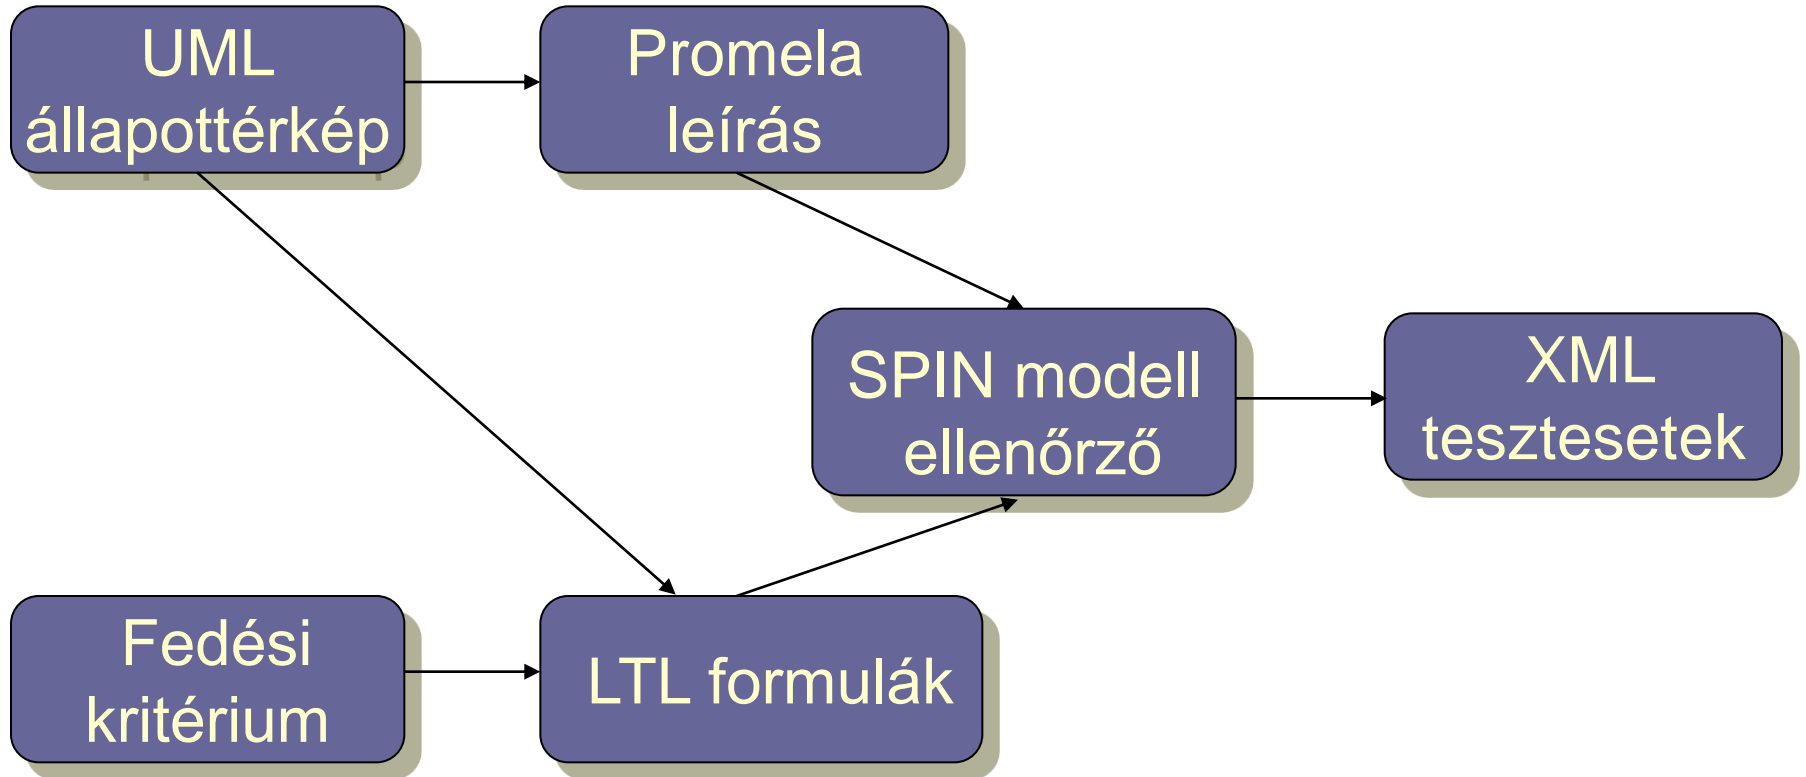 UML
állapottérkép
Promela
leírás
SPIN modell
ellenőrző
XML
tesztesetek
Fedési
kritérium
LTL formulák